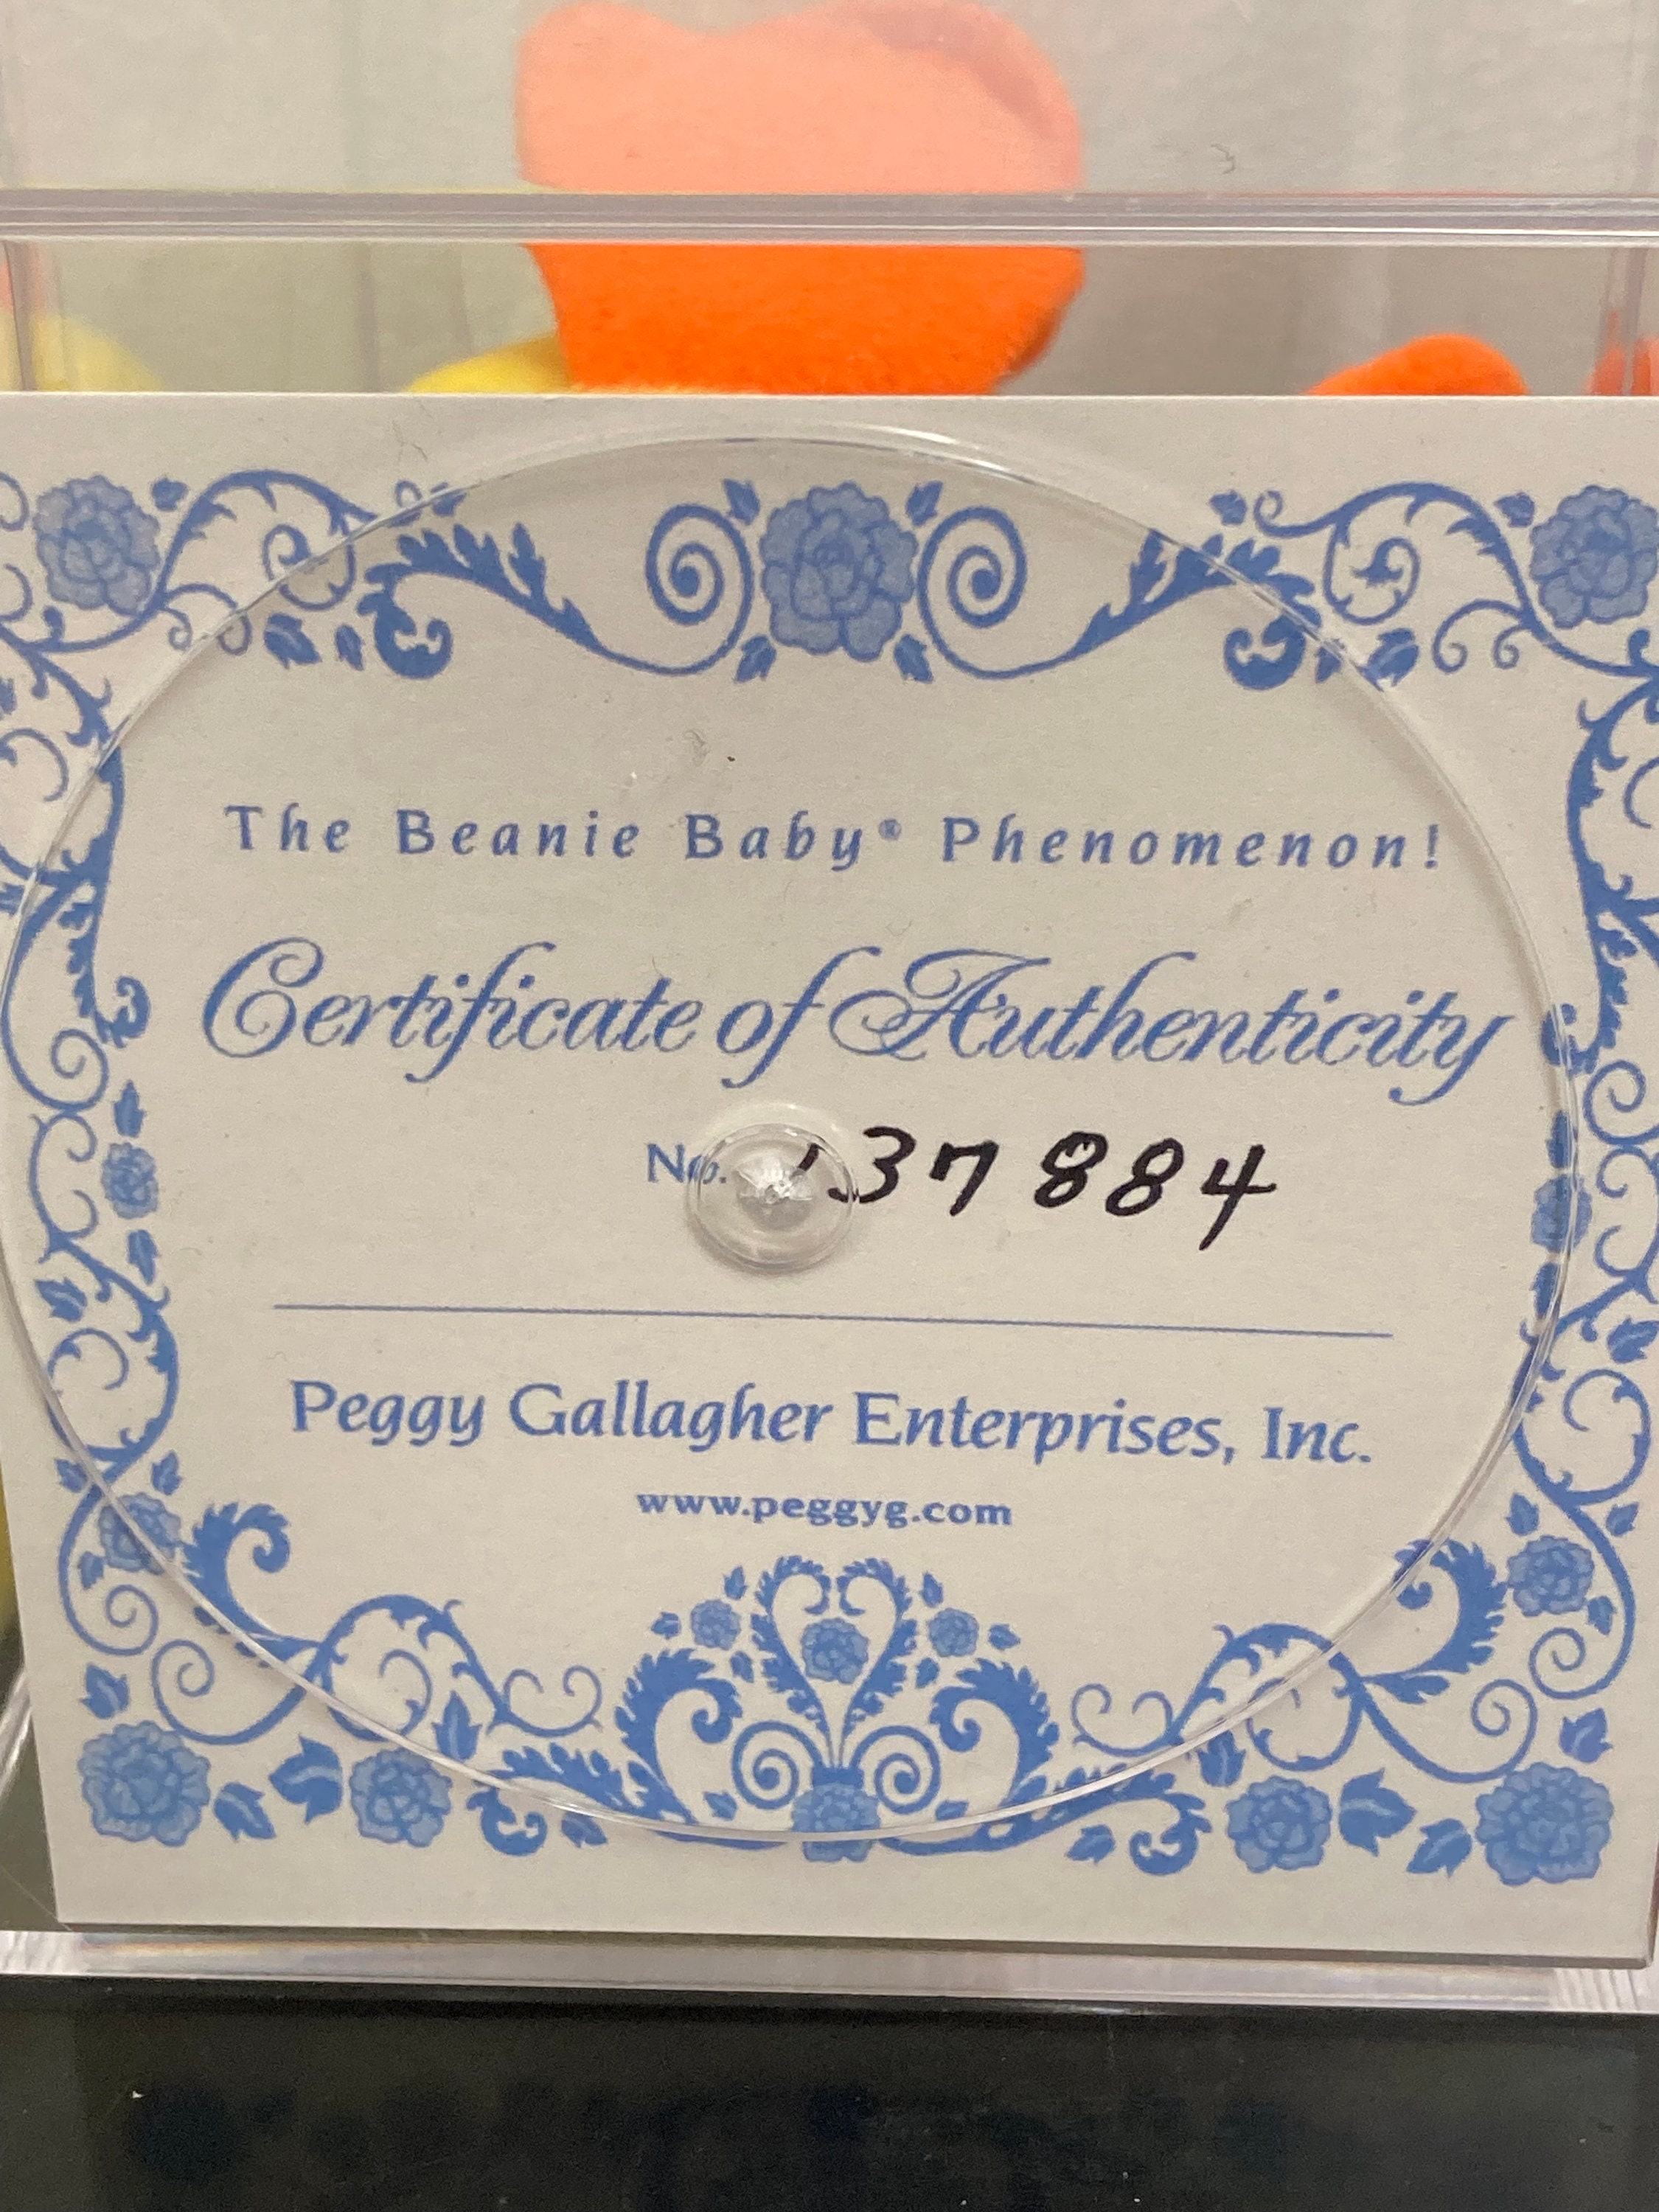 The Beanie Baby® Phenomenon!
Certificate of Authenticity
No. 137884
Peggy Gallagher Enterprises, Inc.
www.peggyg.com